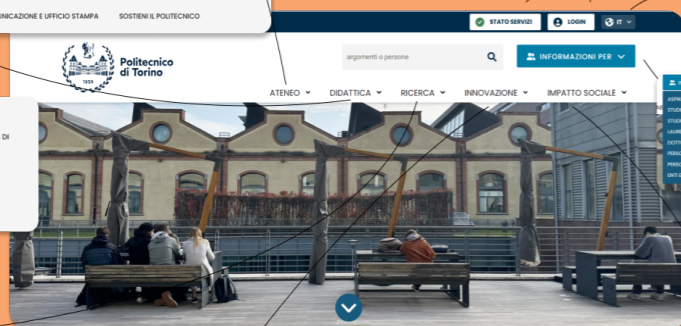 NICAZIONE E UFFICIO STAMPA SOSTIENI IL POLITECNICO
STATO SERVIZI LOGIN IT
Politecnico
di Torino
1859
argomenti o persone
INFORMAZIONI PER
ATENEO DIDATTICA RICERCA INNOVAZIONE IMPATTO SOCIALE
DI